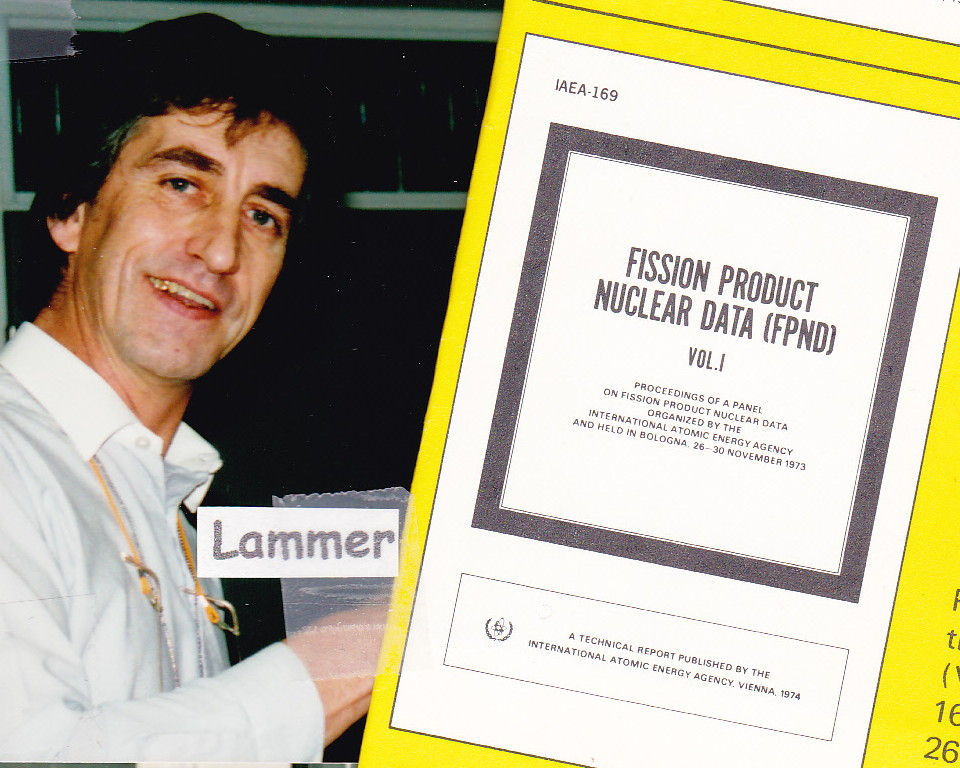 Lammer
IAEA-169
FISSION PRODUCT
NUCLEAR DATA (FPND)
VOL.I
PROCEEDINGS OF A PANEL
ON FISSION PRODUCT NUCLEAR DATA
ORGANIZED BY THE
INTERNATIONAL ATOMIC ENERGY AGENCY
AND HELD IN BOLOGNA, 26–30 NOVEMBER 1973
A TECHNICAL REPORT PUBLISHED BY THE
INTERNATIONAL ATOMIC ENERGY AGENCY, VIENNA, 1974
16
26